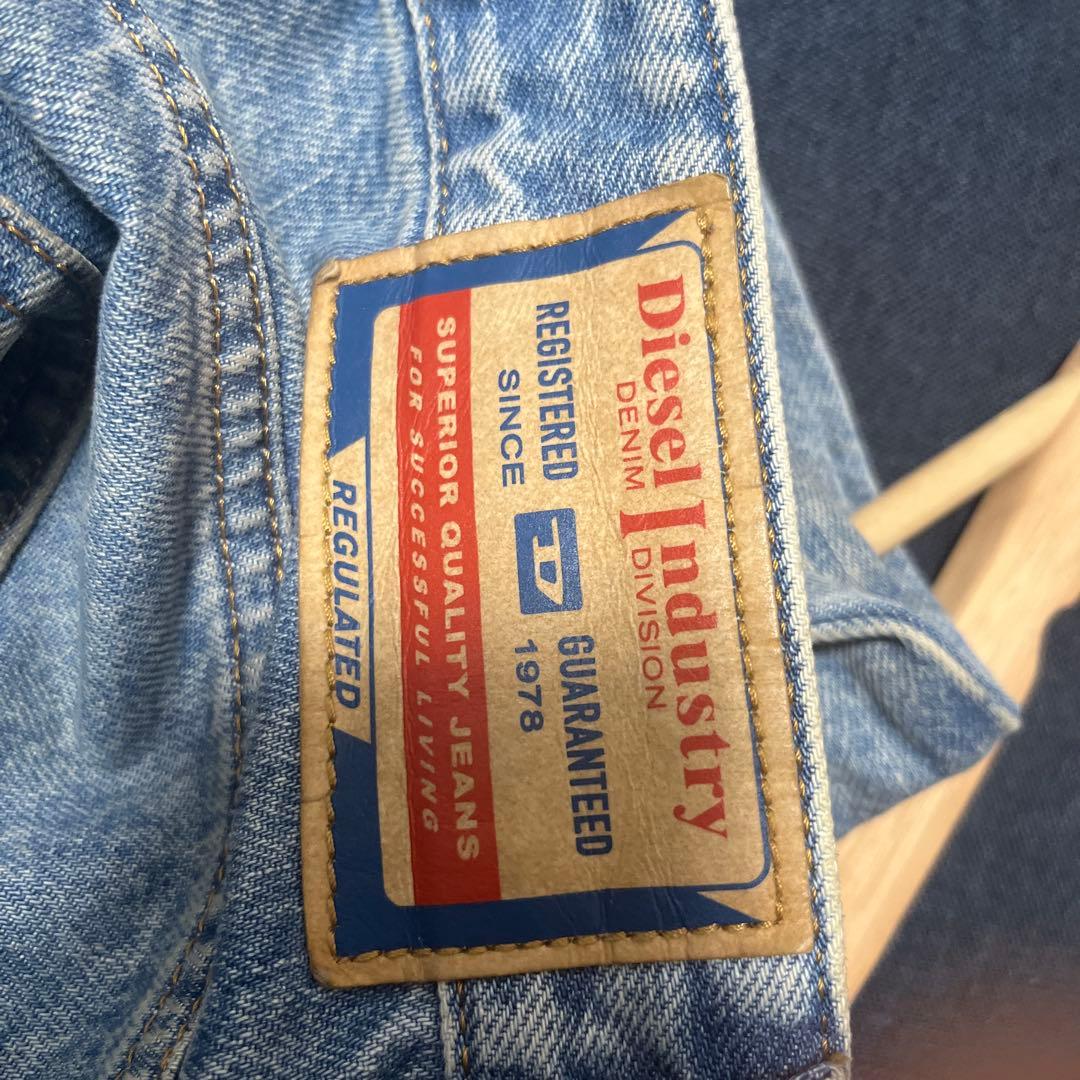 Diesel Industry
DENIM DIVISION
REGISTERED D GUARANTEED
SINCE 1978
SUPERIOR QUALITY JEANS
FOR SUCCESSFUL LIVING
REGULATED